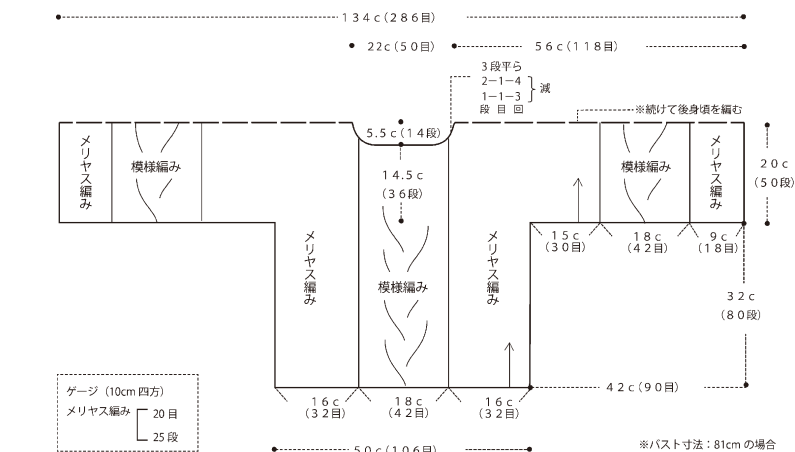 134c(286目)
22c(50目)
56c(118目)
3段平ら
2−1−4
1−1−3
段 目 回
減
※続けて後身頃を編む
5.5c(14段)
メリヤス編み
模様編み
模様編み
メリヤス編み
20c
(50段)
14.5c
(36段)
15c
(30目)
18c
(42目)
9c
(18目)
メリヤス編み
模様編み
メリヤス編み
32c
(80段)
42c(90目)
16c
(32目)
18c
(42目)
16c
(32目)
ゲージ(10cm四方)
メリヤス編み
20目
25段
50c(106目)
※バスト寸法:81cmの場合